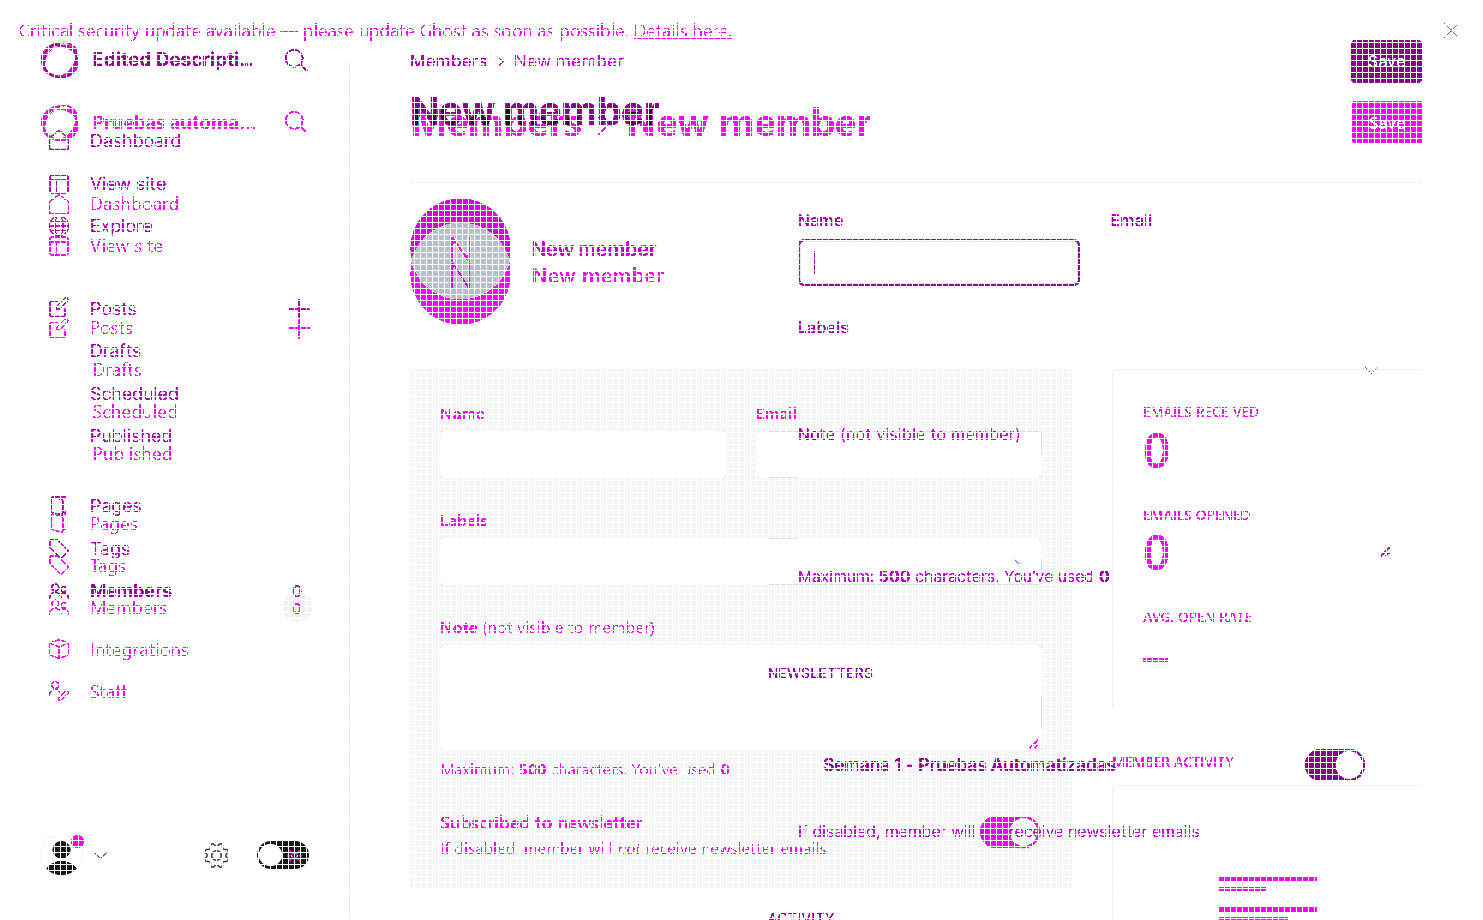 Critical security update available — please update Ghost as soon as possible. Details here.
Edited Descripti...
Members > New member
Save
New member
Pruebas automa...
Members > New member
Save
Dashboard
View site
Dashboard
Explore
View site
Name
Email
New member
New member
Posts
Posts
Labels
Drafts
Drafts
Scheduled
Scheduled
Published
Published
Name
Email
EMAILS RECEIVED
0
Note (not visible to member)
Labels
EMAILS OPENED
0
Pages
Pages
Tags
Tags
Maximum: 500 characters. You've used 0
Members 0
Members 0
AVG. OPEN RATE
Note (not visible to member)
Integrations
NEWSLETTERS
Staff
Semana 1 - Pruebas Automatizadas
MEMBER ACTIVITY
Maximum: 500 characters. You've used 0
Subscribed to newsletter
If disabled, member will receive newsletter emails
If disabled, member will not receive newsletter emails
N
ACTIVITY